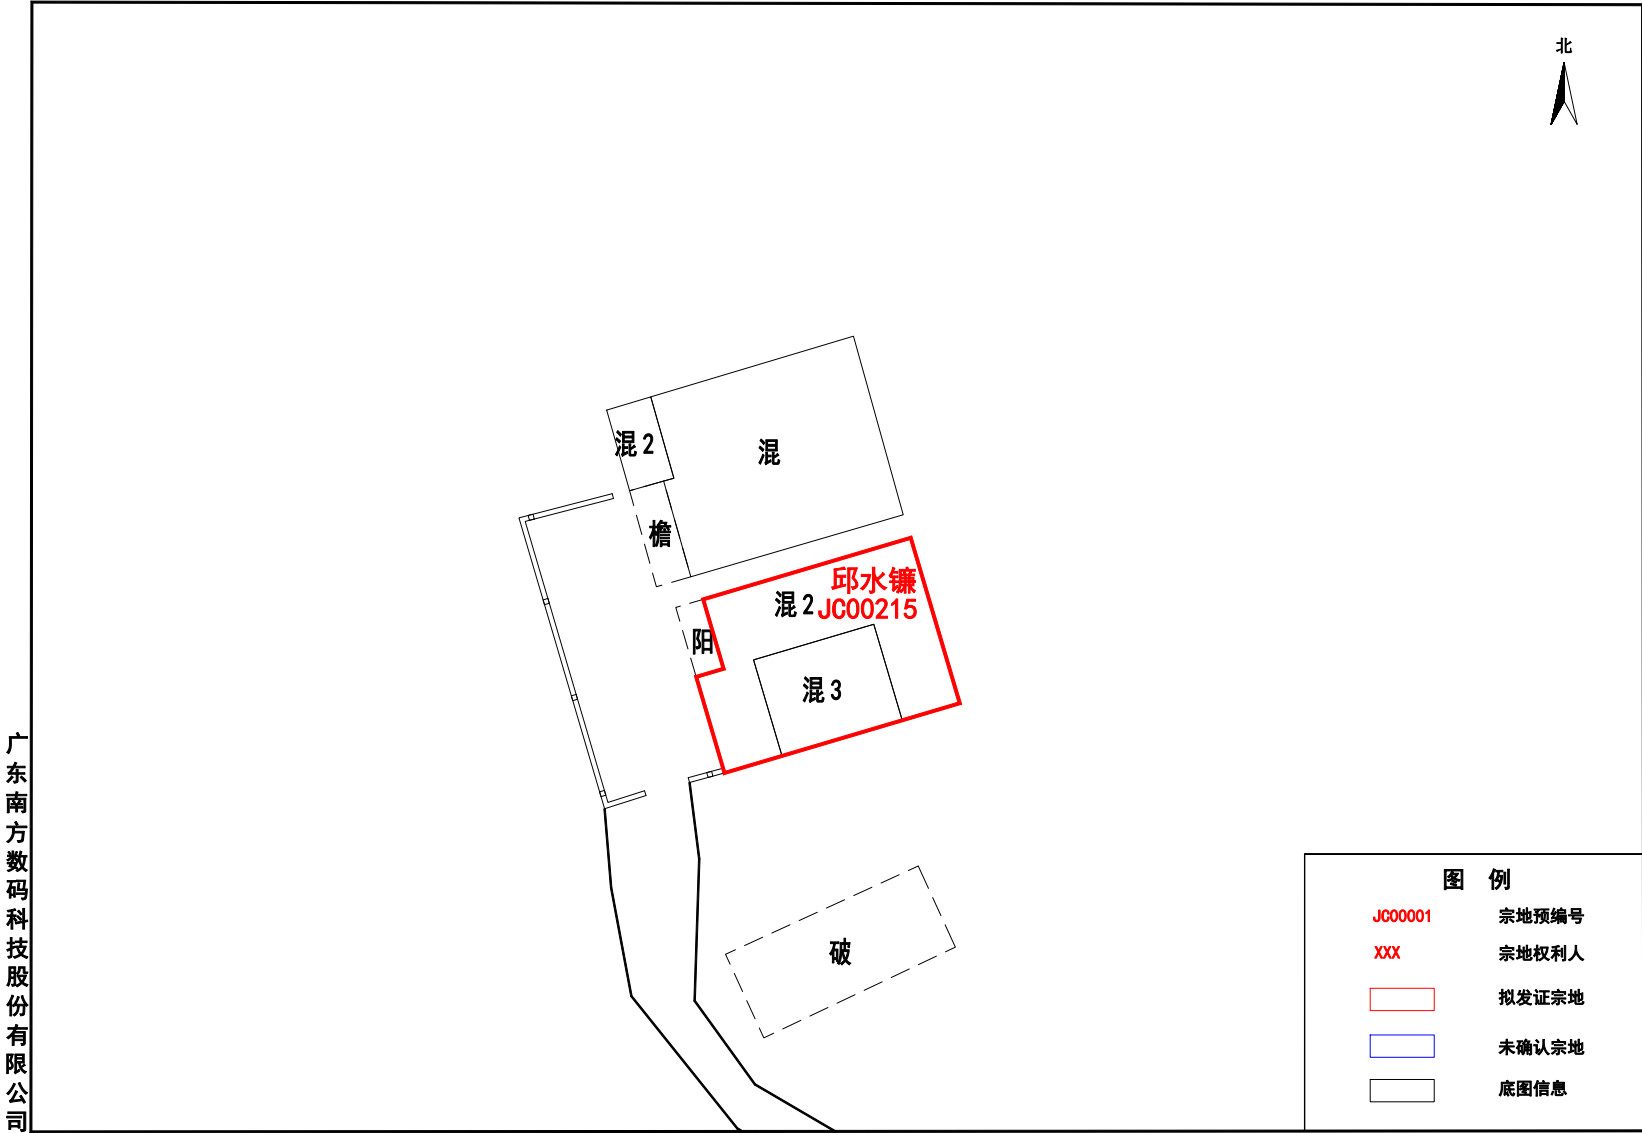 北
混2
混
檐
邱水镰
混2
JC00215
阳
混3
破
广东南方数码科技股份有限公司
图 例
JC00001 宗地预编号
XXX 宗地权利人
拟发证宗地
未确认宗地
底图信息